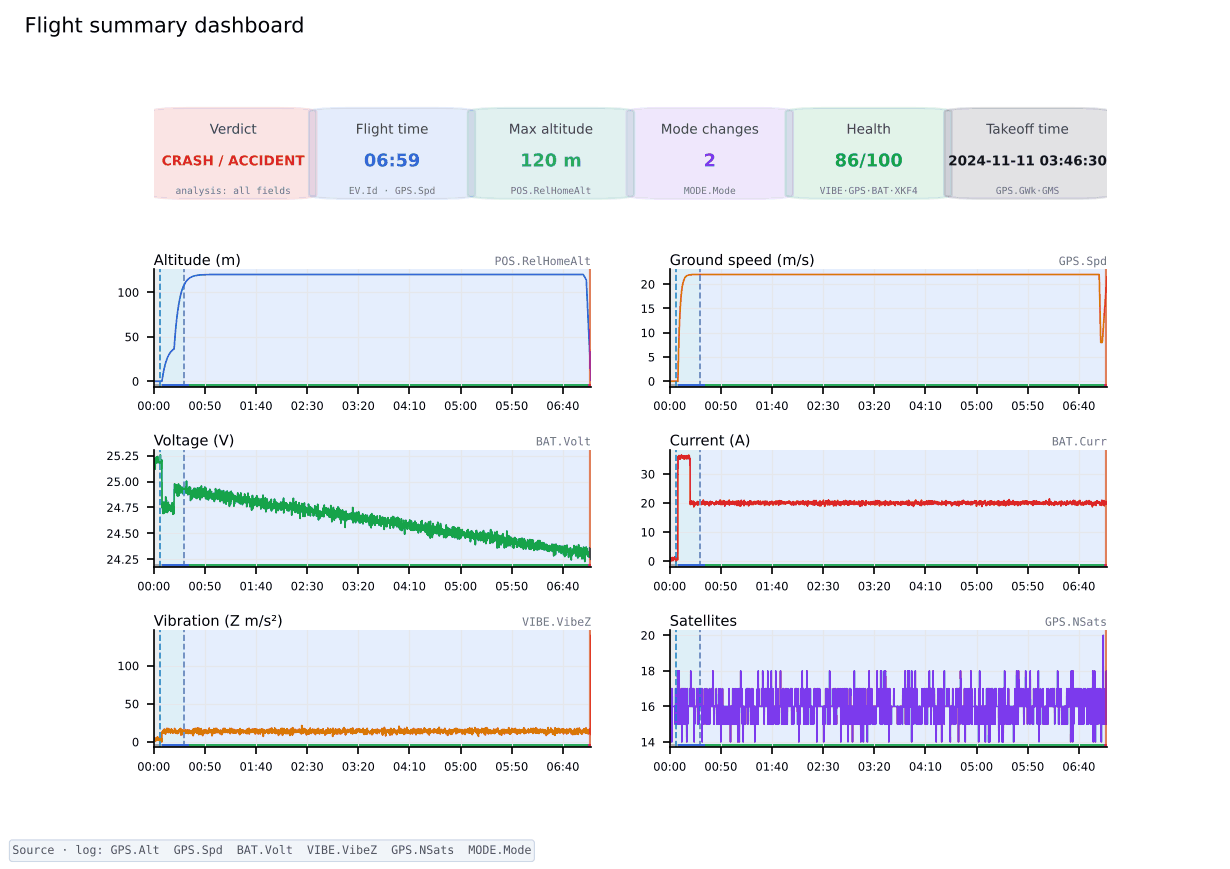 Flight summary dashboard
Verdict Flight time Max altitude Mode changes Health Takeoff time
CRASH / ACCIDENT 06:59 120 m 2 86/100 2024-11-11 03:46:30
analysis: all fields EV.Id · GPS.Spd POS.RelHomeAlt MODE.Mode VIBE·GPS·BAT·XKF4 GPS.GWk·GMS
Altitude (m) POS.RelHomeAlt
100
50
0
00:00 00:50 01:40 02:30 03:20 04:10 05:00 05:50 06:40
Ground speed (m/s) GPS.Spd
20
15
10
5
0
00:00 00:50 01:40 02:30 03:20 04:10 05:00 05:50 06:40
Voltage (V) BAT.Volt
25.25
25.00
24.75
24.50
24.25
00:00 00:50 01:40 02:30 03:20 04:10 05:00 05:50 06:40
Current (A) BAT.Curr
30
20
10
0
00:00 00:50 01:40 02:30 03:20 04:10 05:00 05:50 06:40
Vibration (Z m/s²) VIBE.VibeZ
100
50
0
00:00 00:50 01:40 02:30 03:20 04:10 05:00 05:50 06:40
Satellites GPS.NSats
20
18
16
14
00:00 00:50 01:40 02:30 03:20 04:10 05:00 05:50 06:40
Source · log: GPS.Alt GPS.Spd BAT.Volt VIBE.VibeZ GPS.NSats MODE.Mode